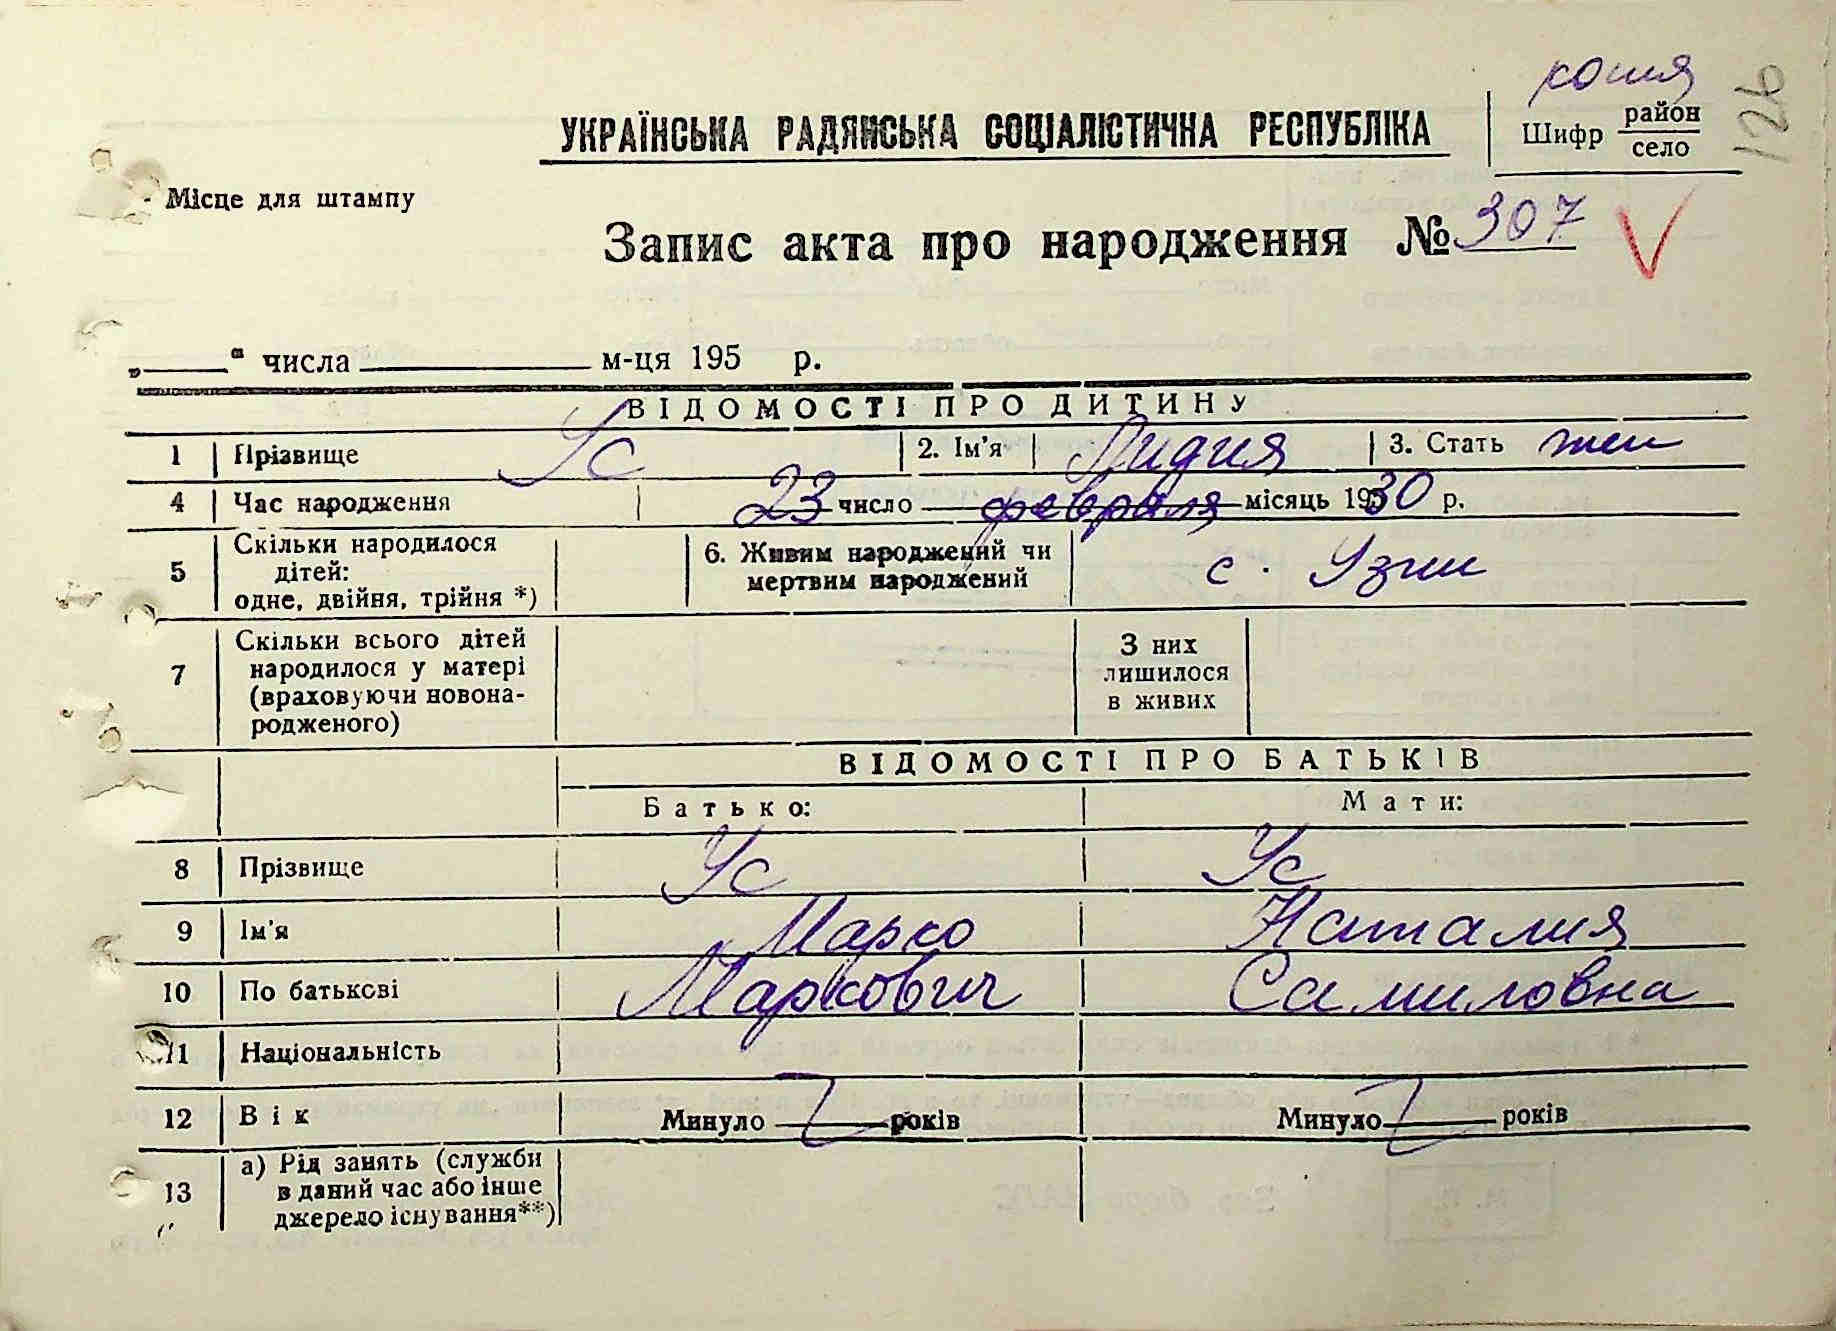 копия
126
УКРАЇНСЬКА РАДЯНСЬКА СОЦІАЛІСТИЧНА РЕСПУБЛІКА
Шифр район
село
Місце для штампу
Запис акта про народження № 307
„ “ числа м-ця 195 р.
ВІДОМОСТІ ПРО ДИТИНУ
1 Прізвище Ус 2. Ім'я Лидия 3. Стать жен
4 Час народження 23 число февраля місяць 1930 р.
5 Скільки народилося дітей: одне, двійня, трійня *) 6. Живим народжений чи мертвим народжений с. Узин
7 Скільки всього дітей народилося у матері (враховуючи новонародженого) З них лишилося в живих
ВІДОМОСТІ ПРО БАТЬКІВ
Батько: Мати:
8 Прізвище Ус Ус
9 Ім'я Марко Наталия
10 По батькові Маркович Самиловна
11 Національність
12 Вік Минуло років Минуло років
13 а) Рід занять (служби в даний час або інше джерело існування**)